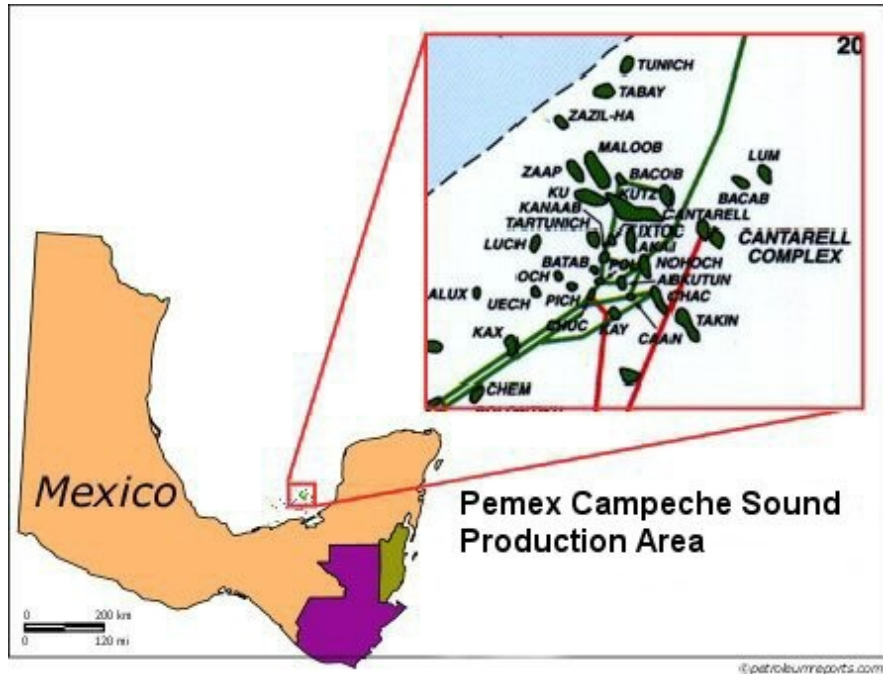 20
TUNICH
TABAY
ZAZIL-HA
MALOOB
LUM
ZAAP
BACOB
BACAB
KU
KUTZ
KANAAB
CANTARELL
TARTUNICH
IXTOC
CANTARELL
COMPLEX
LUCH
AKAL
BATAB
POL
NOHOCH
OCH
ABKUTUN
ALUX
UECH
PICH
CHAC
KAX
CHUC
KAY
CAAN
TAKIN
CHEM
Mexico
Pemex Campeche Sound
Production Area
0 200 km
0 120 mi
©petroleumreports.com